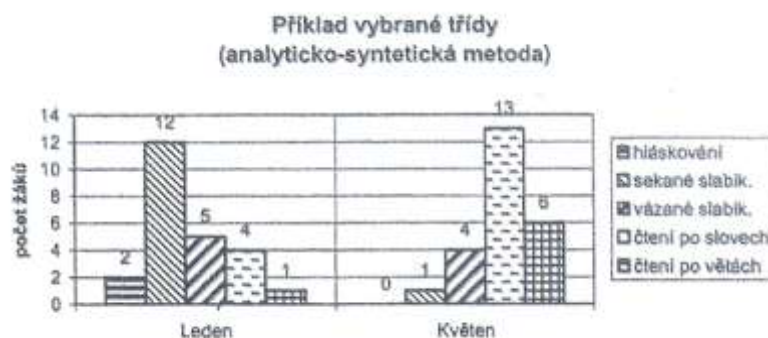 Příklad vybrané třídy
(analyticko-syntetická metoda)
počet žáků
14
12
10
8
6
4
2
0
2
12
5
4
1
0
1
4
13
6
Leden
Květen
hláskování
sekané slabik.
vázané slabik.
čtení po slovech
čtení po větách